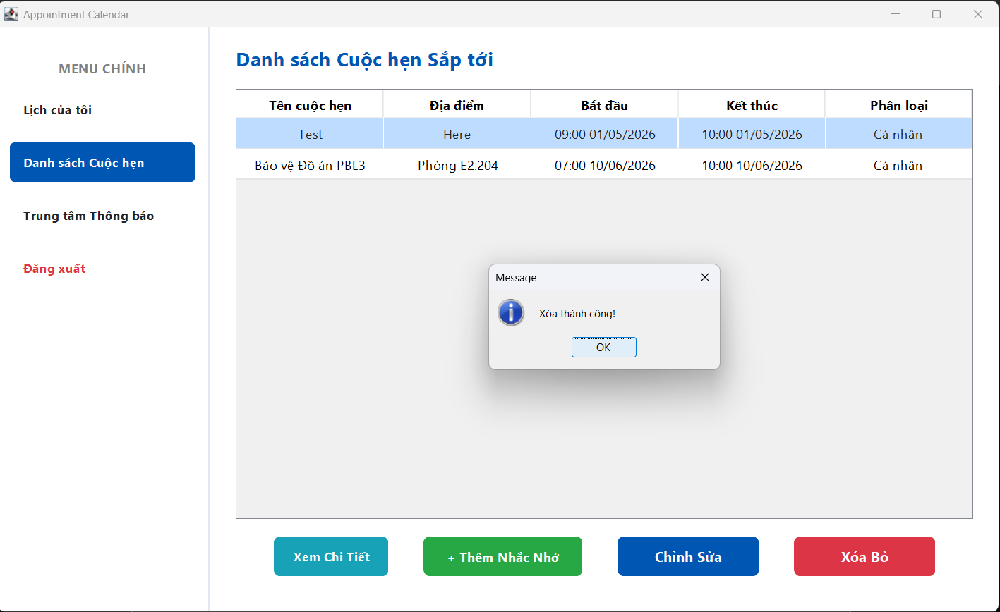 Appointment Calendar
MENU CHÍNH
Lịch của tôi
Danh sách Cuộc hẹn
Trung tâm Thông báo
Đăng xuất
Danh sách Cuộc hẹn Sắp tới
Tên cuộc hẹn Địa điểm Bắt đầu Kết thúc Phân loại
Test Here 09:00 01/05/2026 10:00 01/05/2026 Cá nhân
Bảo vệ Đồ án PBL3 Phòng E2.204 07:00 10/06/2026 10:00 10/06/2026 Cá nhân
Message
Xóa thành công!
OK
Xem Chi Tiết + Thêm Nhắc Nhở Chỉnh Sửa Xóa Bỏ